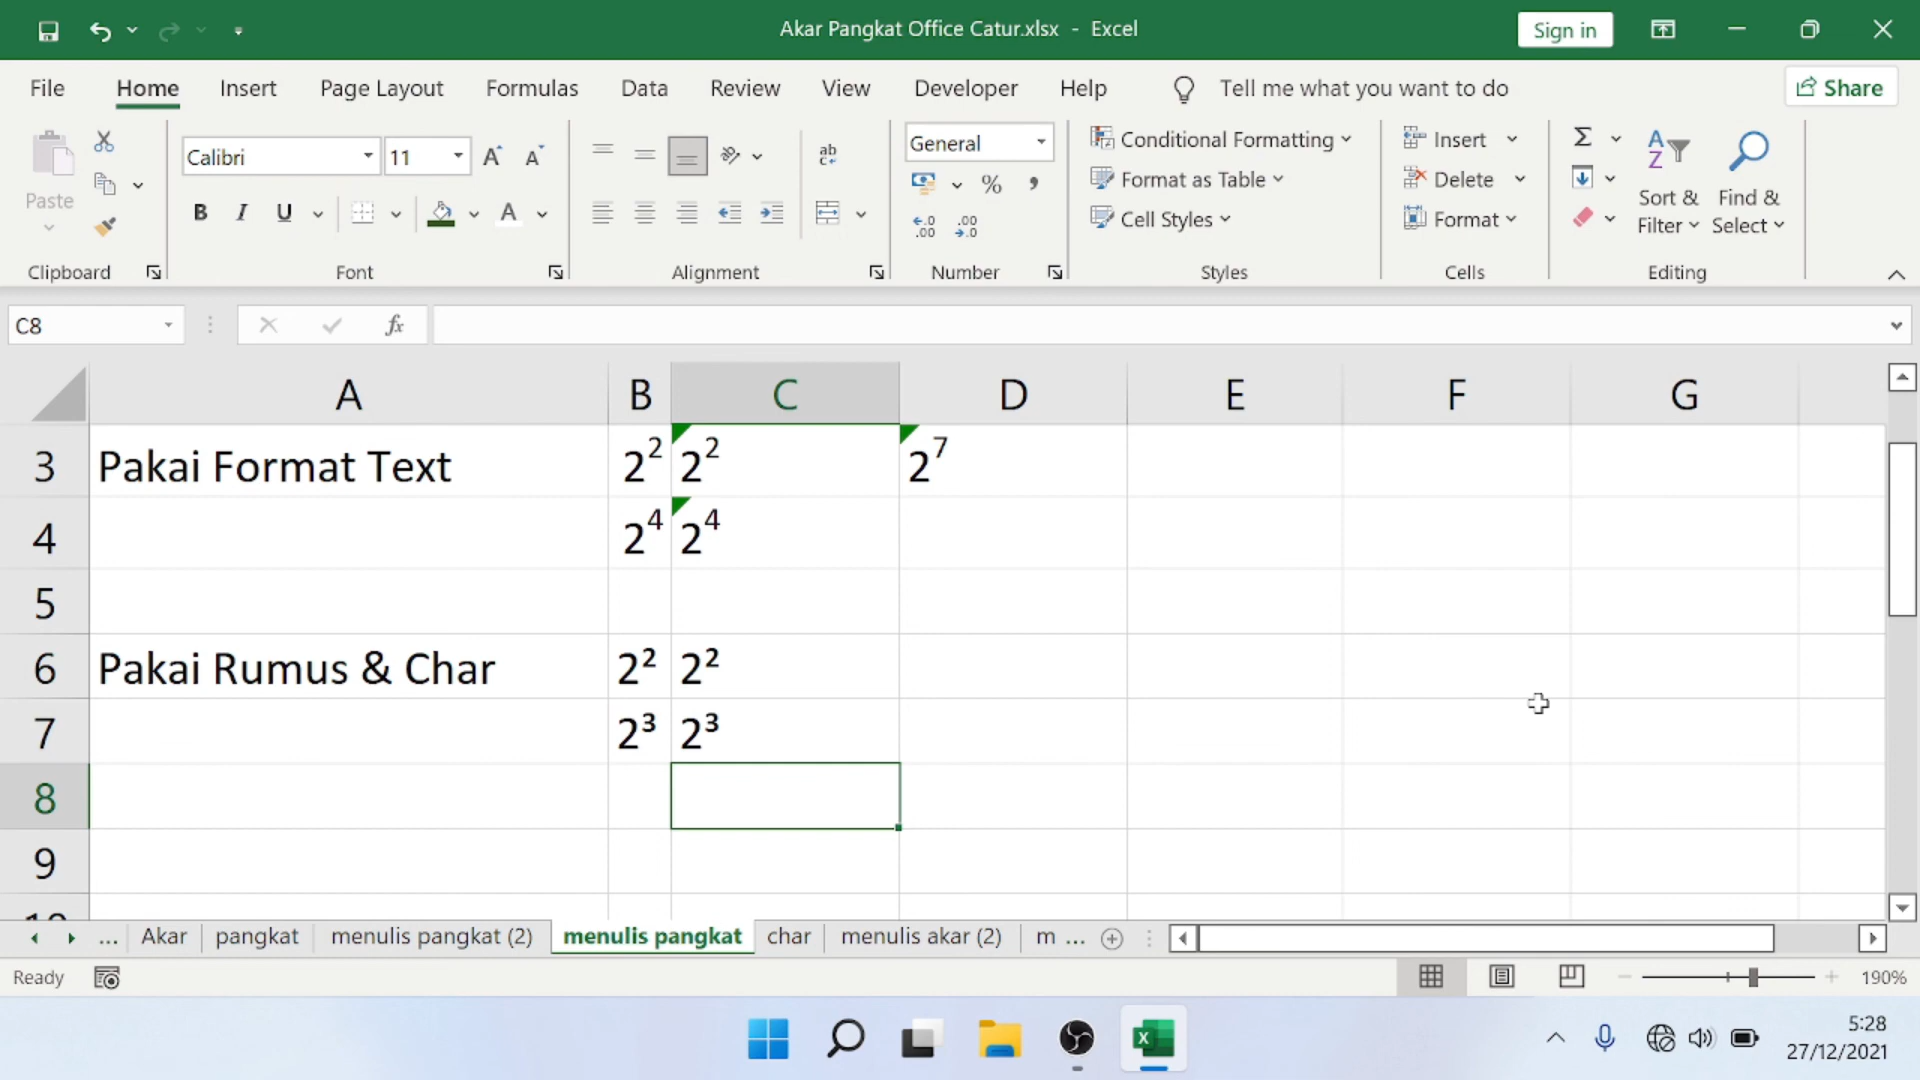 Akar Pangkat Office Catur.xlsx - Excel
Sign in
File Home Insert Page Layout Formulas Data Review View Developer Help Tell me what you want to do Share
Paste
Clipboard
Calibri 11
B I U A
Font
ab
Alignment
General
%
Number
Conditional Formatting
Format as Table
Cell Styles
Styles
Insert
Delete
Format
Cells
Sort & Filter
Find & Select
Editing
C8 fx
A B C D E F G
3 Pakai Format Text 2² 2² 2⁷
4 2⁴ 2⁴
5
6 Pakai Rumus & Char 2² 2²
7 2³ 2³
8
9
... Akar pangkat menulis pangkat (2) menulis pangkat char menulis akar (2) m ...
Ready 190%
5:28
27/12/2021